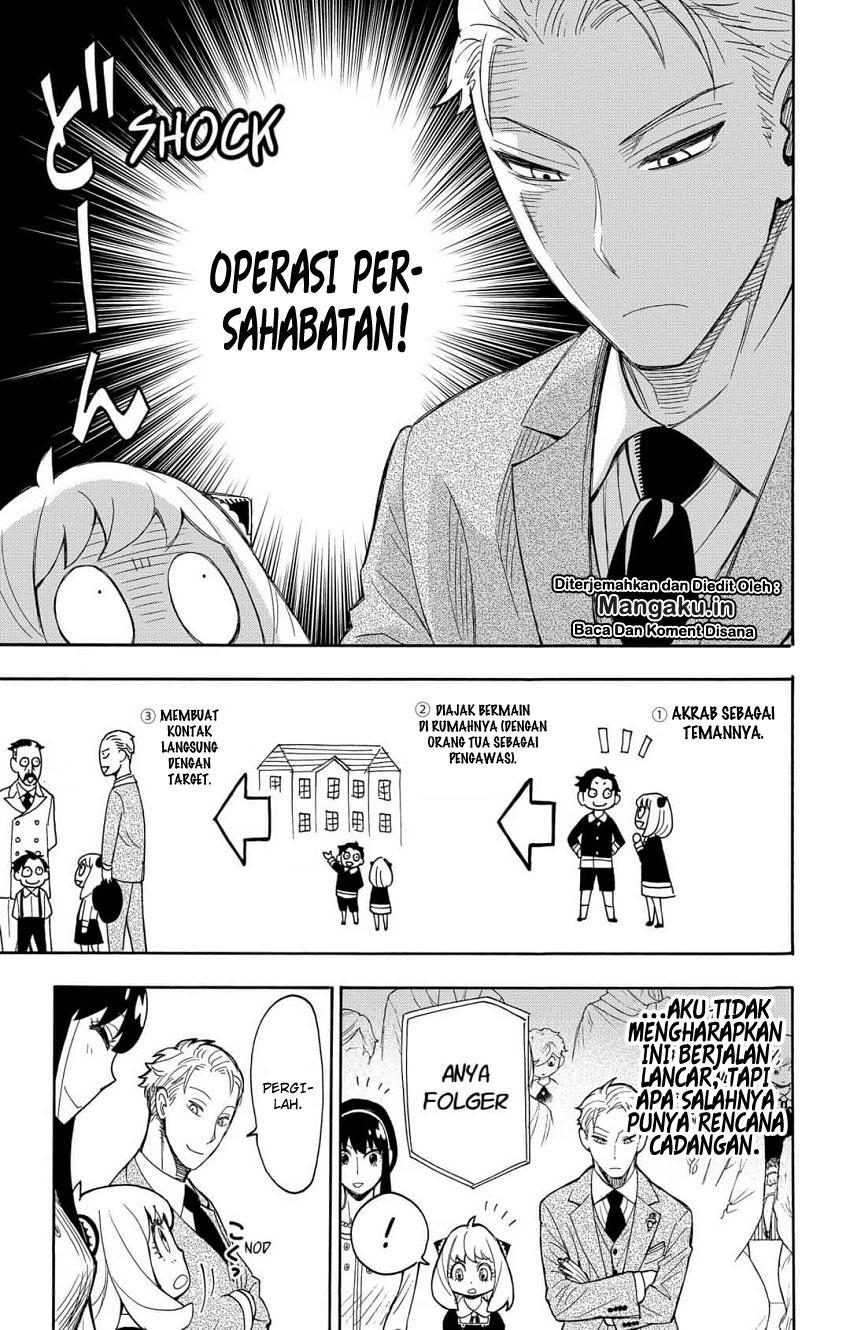 どーん
SHOCK
OPERASI PER-
SAHABATAN!
Diterjemahkan dan Diedit Oleh :
Mangaku.in
Baca Dan Koment Disana
① AKRAB SEBAGAI
TEMANNYA.
② DIAJAK BERMAIN
DI RUMAHNYA (DENGAN
ORANG TUA SEBAGAI
PENGAWAS).
③ MEMBUAT
KONTAK
LANGSUNG
DENGAN
TARGET.
...AKU TIDAK
MENGHARAPKAN
INI BERJALAN
LANCAR, TAPI
APA SALAHNYA
PUNYA RENCANA
CADANGAN.
ANYA
FOLGER
!
PERGI-
LAH.
こくっ
NOD